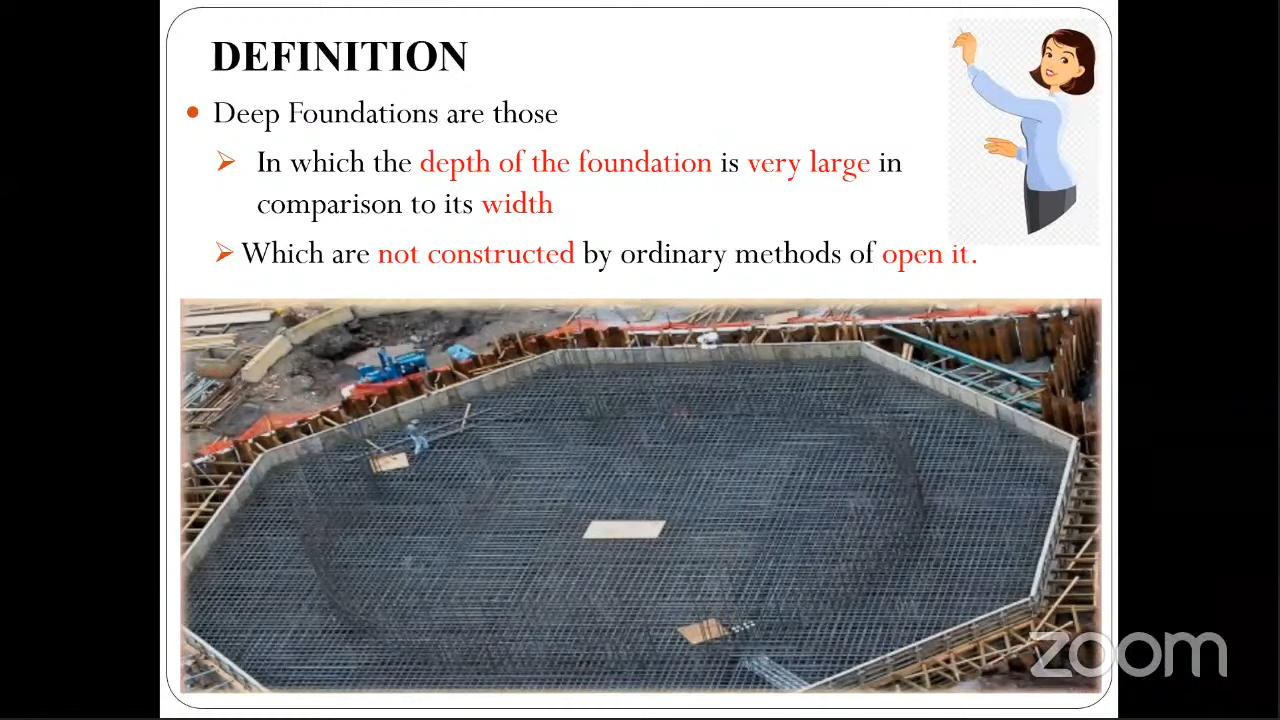 DEFINITION
• Deep Foundations are those
➢ In which the depth of the foundation is very large in
comparison to its width
➢ Which are not constructed by ordinary methods of open it.
zoom